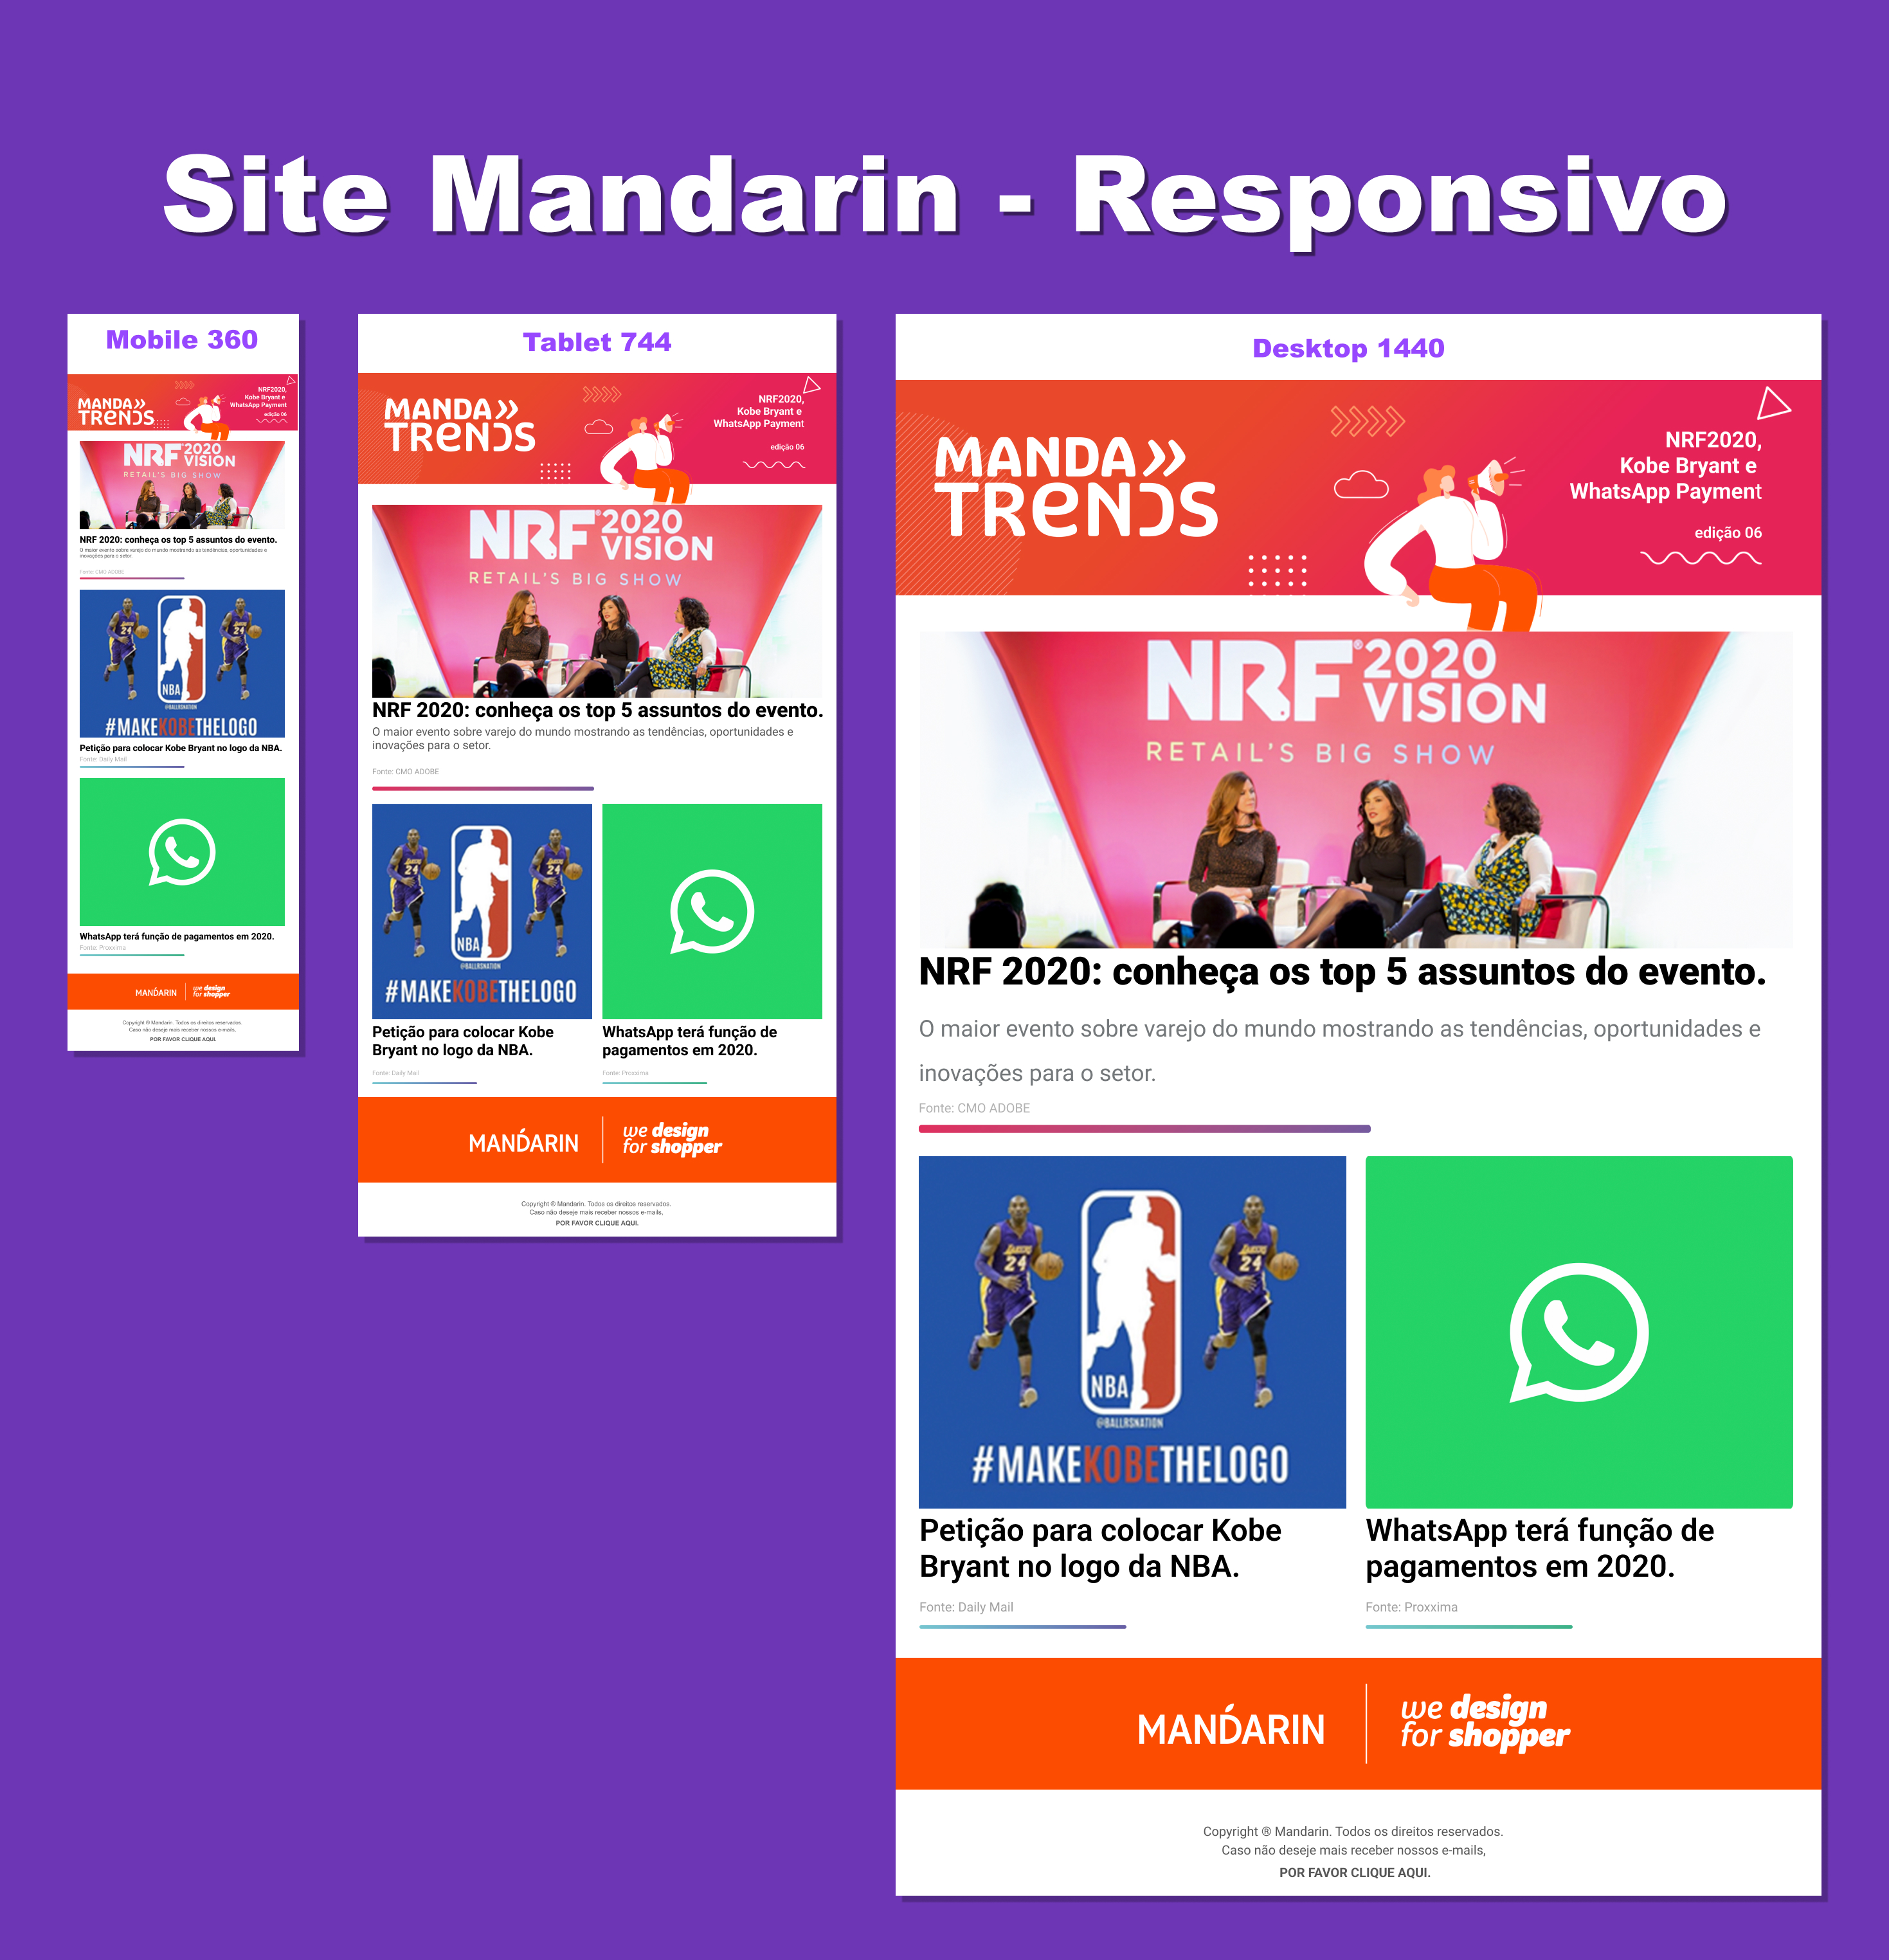 Site Mandarin - Responsivo
Mobile 360
MANDA
TRENDS
NRF2020,
Kobe Bryant e
WhatsApp Payment
edição 06
NRF®2020
VISION
RETAIL'S BIG SHOW
NRF 2020: conheça os top 5 assuntos do evento.
O maior evento sobre varejo do mundo mostrando as tendências, oportunidades e
inovações para o setor.
Fonte: CMO ADOBE
24
24
NBA
@BALLRSNATION
#MAKEKOBETHELOGO
Petição para colocar Kobe Bryant no logo da NBA.
Fonte: Daily Mail
WhatsApp terá função de pagamentos em 2020.
Fonte: Proxxima
MANDARIN
we design
for shopper
Copyright ® Mandarin. Todos os direitos reservados.
Caso não deseje mais receber nossos e-mails,
POR FAVOR CLIQUE AQUI.
Tablet 744
MANDA
TRENDS
NRF2020,
Kobe Bryant e
WhatsApp Payment
edição 06
NRF®2020
VISION
RETAIL'S BIG SHOW
NRF 2020: conheça os top 5 assuntos do evento.
O maior evento sobre varejo do mundo mostrando as tendências, oportunidades e
inovações para o setor.
Fonte: CMO ADOBE
LAKERS
24
LAKERS
24
NBA
@BALLRSNATION
#MAKEKOBETHELOGO
Petição para colocar Kobe
Bryant no logo da NBA.
Fonte: Daily Mail
WhatsApp terá função de
pagamentos em 2020.
Fonte: Proxxima
MANDARIN
we design
for shopper
Copyright ® Mandarin. Todos os direitos reservados.
Caso não deseje mais receber nossos e-mails,
POR FAVOR CLIQUE AQUI.
Desktop 1440
MANDA
TRENDS
NRF2020,
Kobe Bryant e
WhatsApp Payment
edição 06
NRF®2020
VISION
RETAIL'S BIG SHOW
NRF 2020: conheça os top 5 assuntos do evento.
O maior evento sobre varejo do mundo mostrando as tendências, oportunidades e
inovações para o setor.
Fonte: CMO ADOBE
LAKERS
24
LAKERS
24
NBA
@BALLRSNATION
#MAKEKOBETHELOGO
Petição para colocar Kobe
Bryant no logo da NBA.
Fonte: Daily Mail
WhatsApp terá função de
pagamentos em 2020.
Fonte: Proxxima
MANDARIN
we design
for shopper
Copyright ® Mandarin. Todos os direitos reservados.
Caso não deseje mais receber nossos e-mails,
POR FAVOR CLIQUE AQUI.